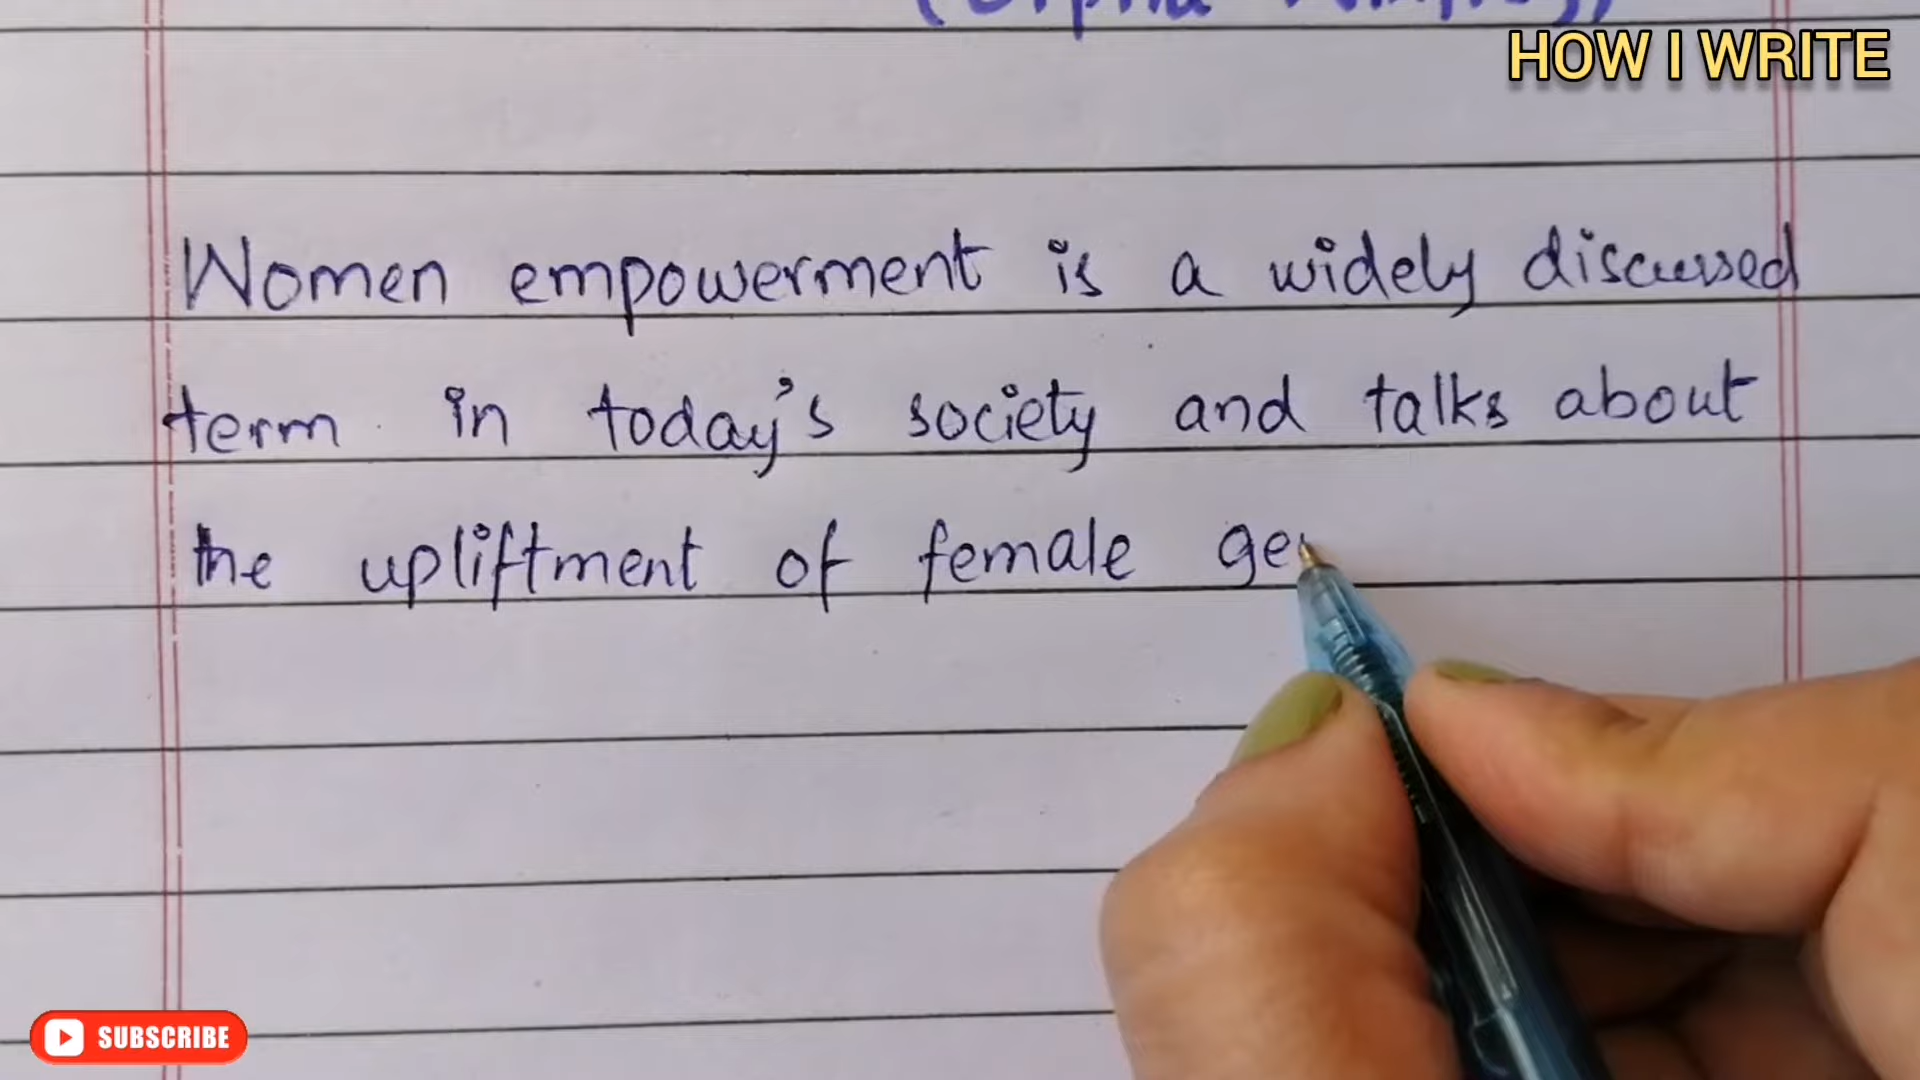 HOW I WRITE
Women empowerment is a widely discussed
term in today's society and talks about
the upliftment of female ge
SUBSCRIBE